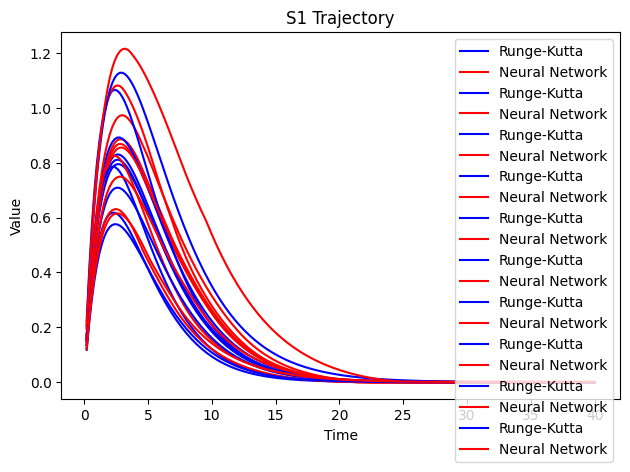 S1 Trajectory
Value
1.2
1.0
0.8
0.6
0.4
0.2
0.0
Runge-Kutta
Neural Network
Runge-Kutta
Neural Network
Runge-Kutta
Neural Network
Runge-Kutta
Neural Network
Runge-Kutta
Neural Network
Runge-Kutta
Neural Network
Runge-Kutta
Neural Network
Runge-Kutta
Neural Network
Runge-Kutta
Neural Network
Runge-Kutta
Neural Network
0 5 10 15 20 25 30 35 40
Time